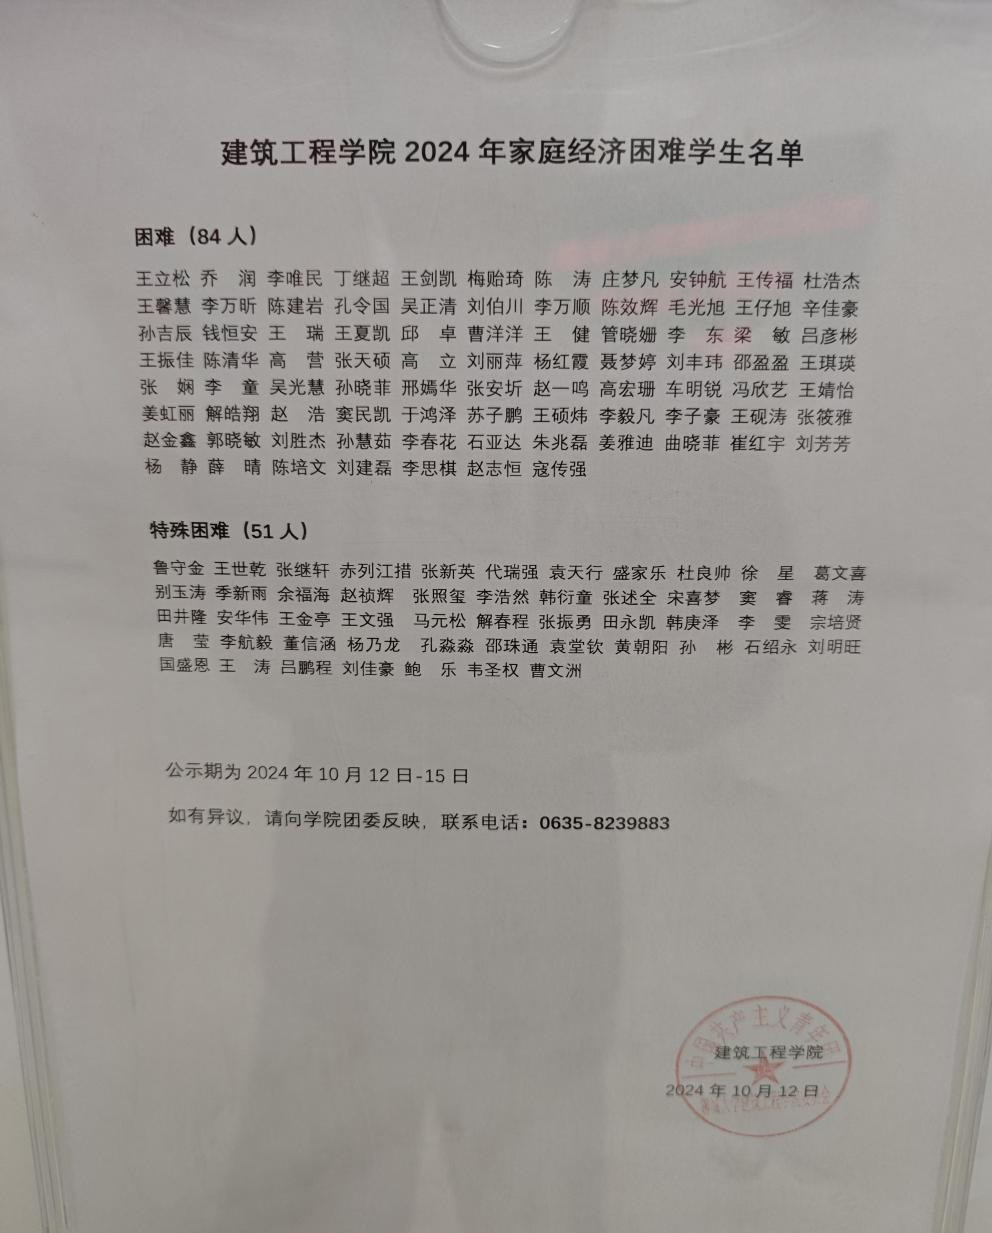 建筑工程学院 2024 年家庭经济困难学生名单
困难（84 人）
王立松 乔　润 李唯民 丁继超 王剑凯 梅贻琦 陈　涛 庄梦凡 安钟航 王传福 杜浩杰
王馨慧 李万昕 陈建岩 孔令国 吴正清 刘伯川 李万顺 陈效辉 毛光旭 王仔旭 辛佳豪
孙吉辰 钱恒安 王　瑞 王夏凯 邱　卓 曹洋洋 王　健 管晓姗 李　东 梁　敏 吕彦彬
王振佳 陈清华 高　营 张天硕 高　立 刘丽萍 杨红霞 聂梦婷 刘丰玮 邵盈盈 王琪瑛
张　娴 李　童 吴光慧 孙晓菲 邢嫣华 张安圻 赵一鸣 高宏珊 车明锐 冯欣艺 王婧怡
姜虹丽 解皓翔 赵　浩 窦民凯 于鸿泽 苏子鹏 王硕炜 李毅凡 李子豪 王砚涛 张筱雅
赵金鑫 郭晓敏 刘胜杰 孙慧茹 李春花 石亚达 朱兆磊 姜雅迪 曲晓菲 崔红宇 刘芳芳
杨　静 薛　晴 陈培文 刘建磊 李思棋 赵志恒 寇传强
特殊困难（51 人）
鲁守金 王世乾 张继轩 赤列江措 张新英 代瑞强 袁天行 盛家乐 杜良帅 徐　星 葛文喜
别玉涛 季新雨 余福海 赵祯辉 张照玺 李浩然 韩衍童 张述全 宋喜梦 窦　睿 蒋　涛
田井隆 安华伟 王金亭 王文强 马元松 解春程 张振勇 田永凯 韩庚泽 李　雯 宗培贤
唐　莹 李航毅 董信涵 杨乃龙 孔淼淼 邵珠通 袁堂钦 黄朝阳 孙　彬 石绍永 刘明旺
国盛恩 王　涛 吕鹏程 刘佳豪 鲍　乐 韦圣权 曹文洲
公示期为 2024 年 10 月 12 日-15 日
如有异议，请向学院团委反映，联系电话：0635-8239883
中国共产主义青年团
建筑工程学院
2024 年 10 月 12 日